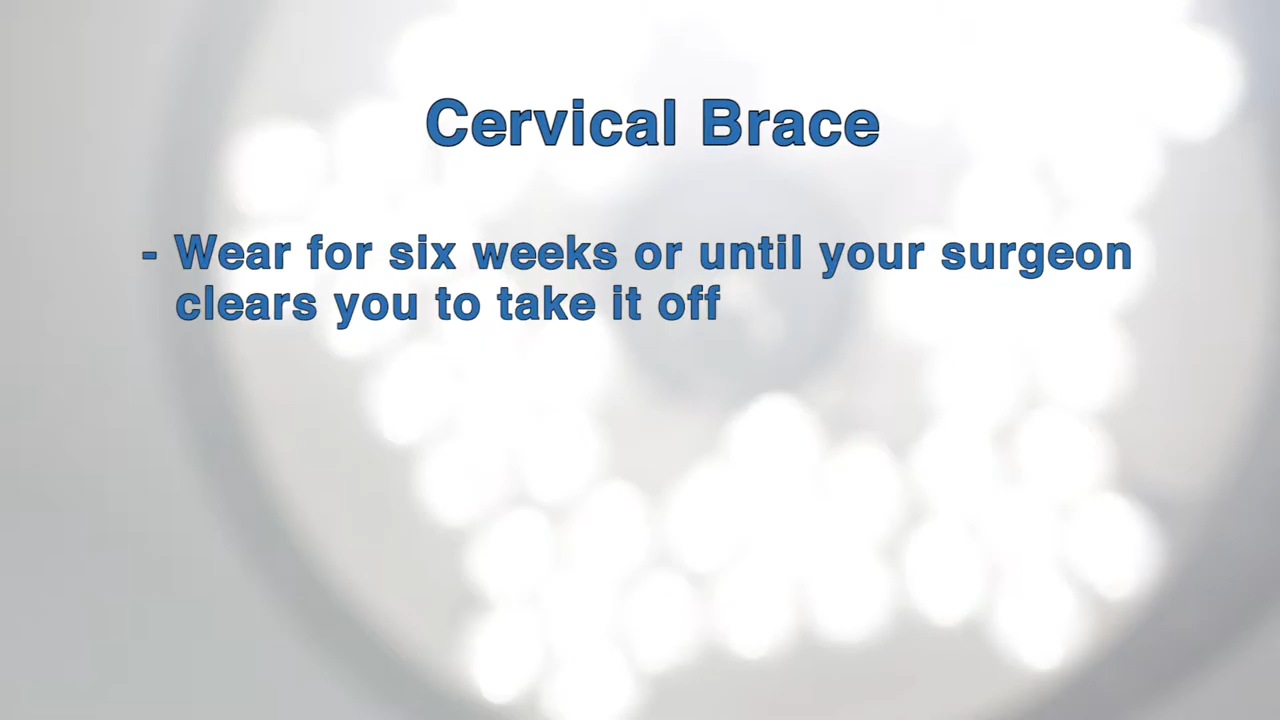 Cervical Brace
- Wear for six weeks or until your surgeon
clears you to take it off